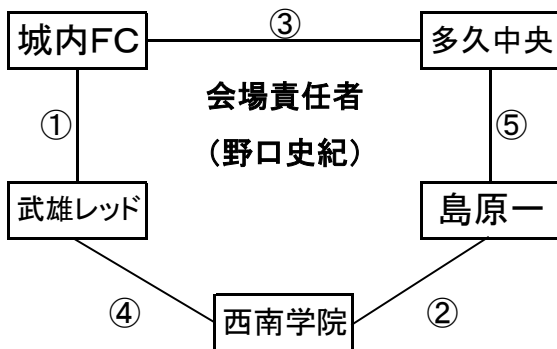 ③
城内FC
多久中央
会場責任者
(野口史紀)
①
⑤
武雄レッド
島原一
④
西南学院
②